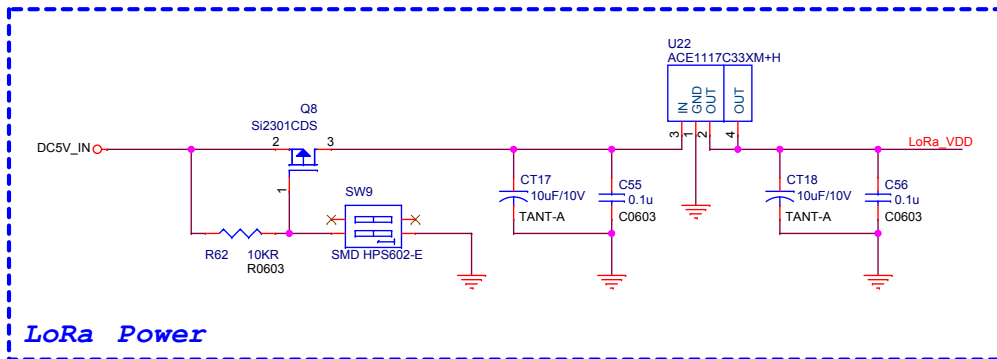 U22
ACE1117C33XM+H
IN
GND
OUT
OUT
3
1
2
4
Q8
Si2301CDS
DC5V_IN
2
3
1
LoRa_VDD
SW9
SMD HPS602-E
R62
10KR
R0603
CT17
10uF/10V
TANT-A
C55
0.1u
C0603
CT18
10uF/10V
TANT-A
C56
0.1u
C0603
LoRa Power